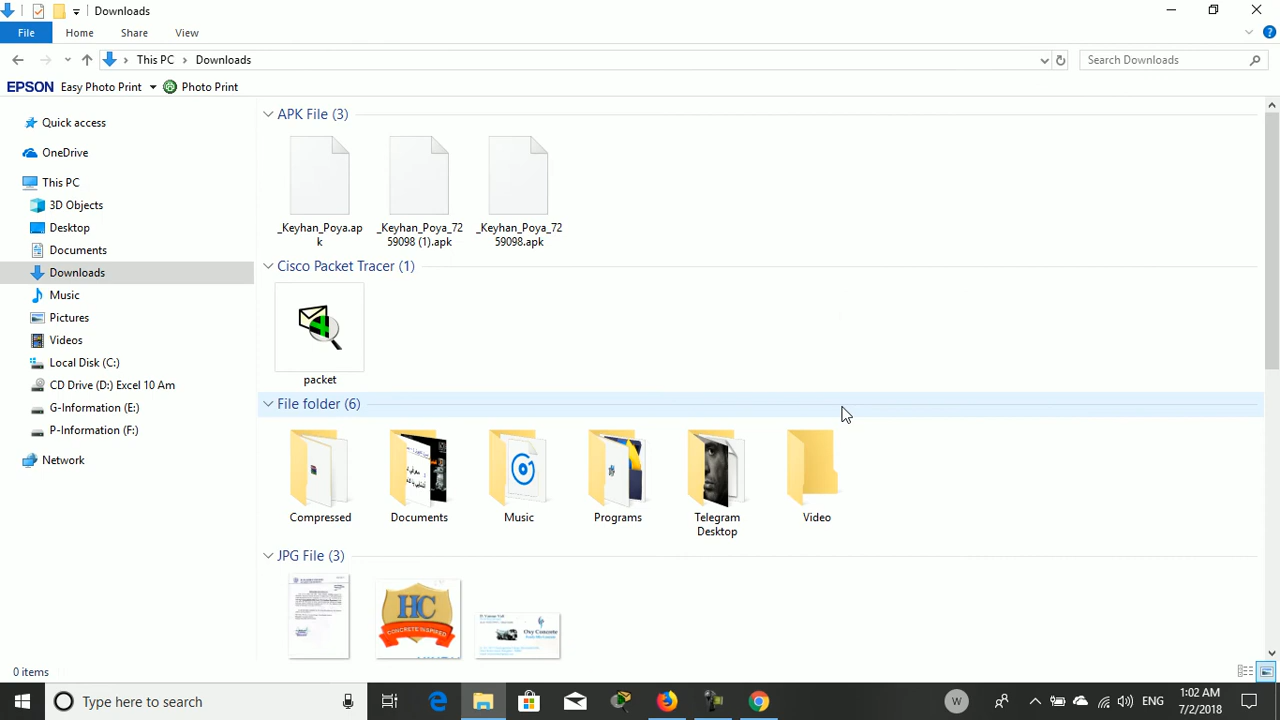 Downloads
File
Home
Share
View
This PC
Downloads
Search Downloads
EPSON Easy Photo Print
Photo Print
Quick access
OneDrive
This PC
3D Objects
Desktop
Documents
Downloads
Music
Pictures
Videos
Local Disk (C:)
CD Drive (D:) Excel 10 Am
G-Information (E:)
P-Information (F:)
Network
APK File (3)
_Keyhan_Poya.ap
k
_Keyhan_Poya_72
59098 (1).apk
_Keyhan_Poya_72
59098.apk
Cisco Packet Tracer (1)
packet
File folder (6)
Compressed
Documents
Music
Programs
Telegram
Desktop
Video
JPG File (3)
HC
CONCRETE INSPIRED
Oxy Concrete
0 items
Type here to search
W
ENG
1:02 AM
7/2/2018